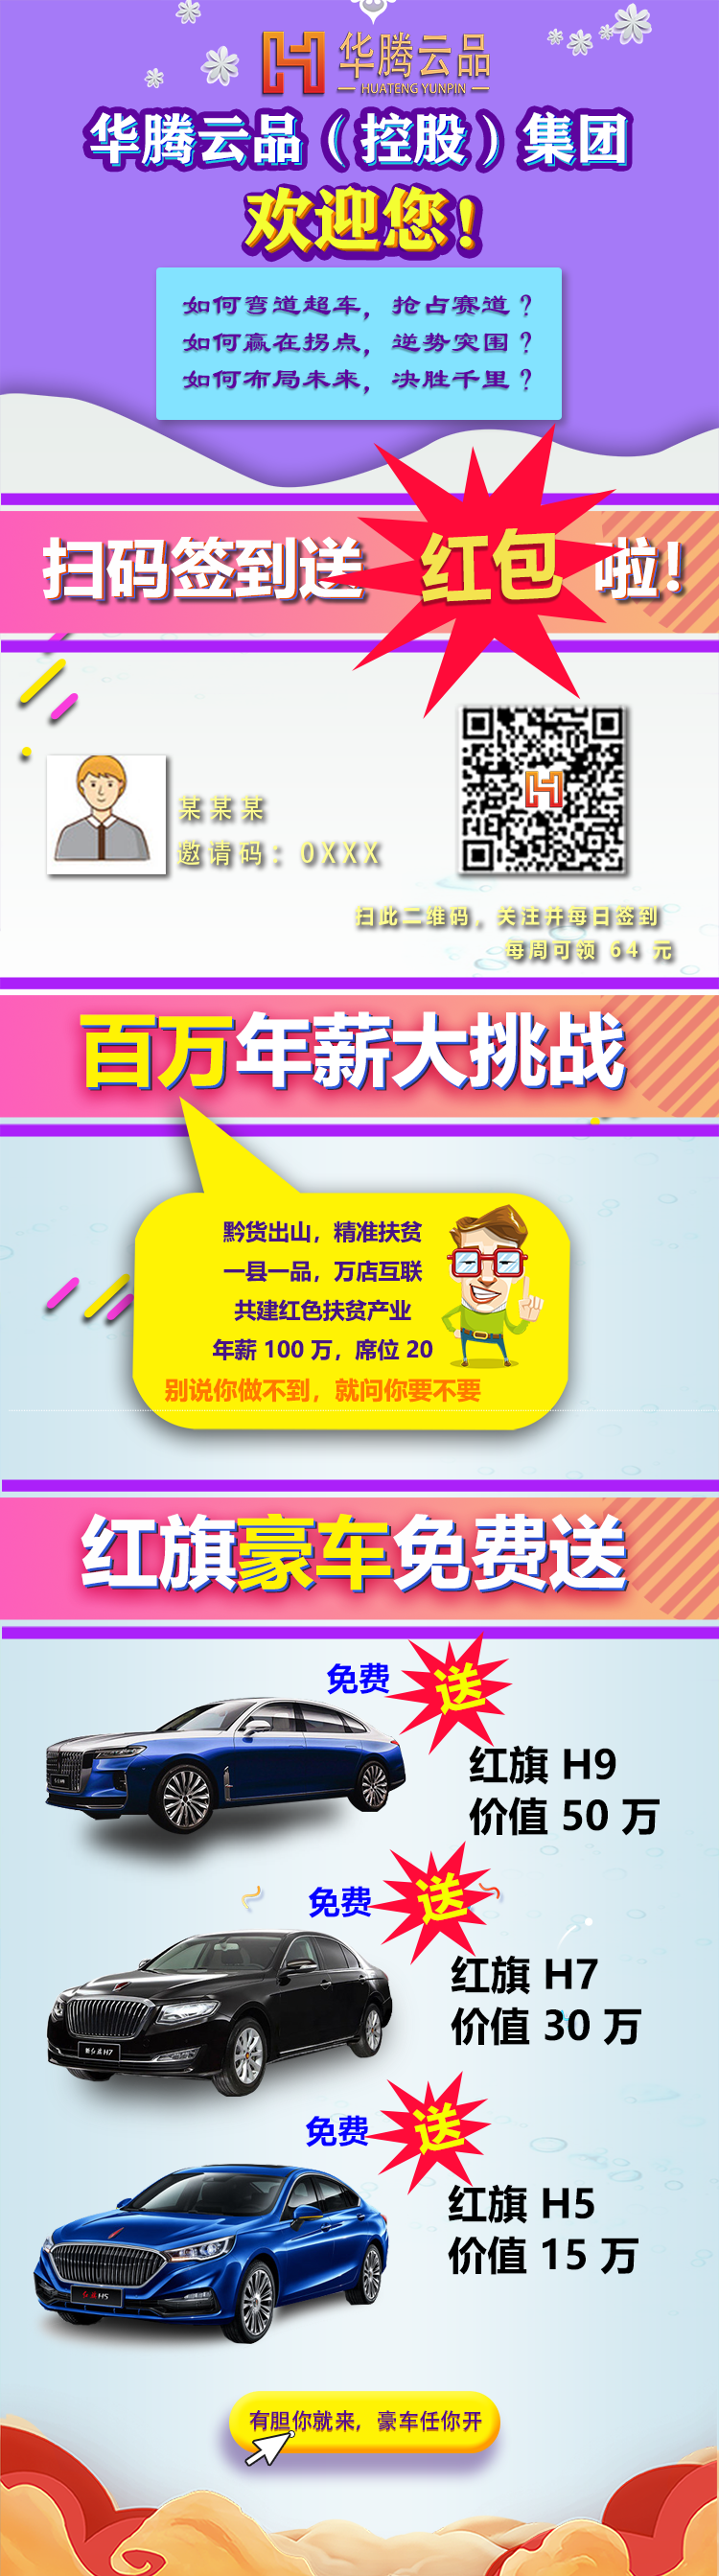 华腾云品
HUATENG YUNPIN
华腾云品（控股）集团
欢迎您！
如何弯道超车，抢占赛道？
如何赢在拐点，逆势突围？
如何布局未来，决胜千里？
扫码签到送红包啦！
某某某
邀请码：0XXX
扫此二维码，关注并每日签到
每周可领 64 元
百万年薪大挑战
黔货出山，精准扶贫
一县一品，万店互联
共建红色扶贫产业
年薪 100 万，席位 20
别说你做不到，就问你要不要
红旗豪车免费送
免费送
红旗 H9
价值 50 万
免费送
红旗 H7
价值 30 万
红旗H7
免费送
红旗 H5
价值 15 万
红旗H5
有胆你就来，豪车任你开